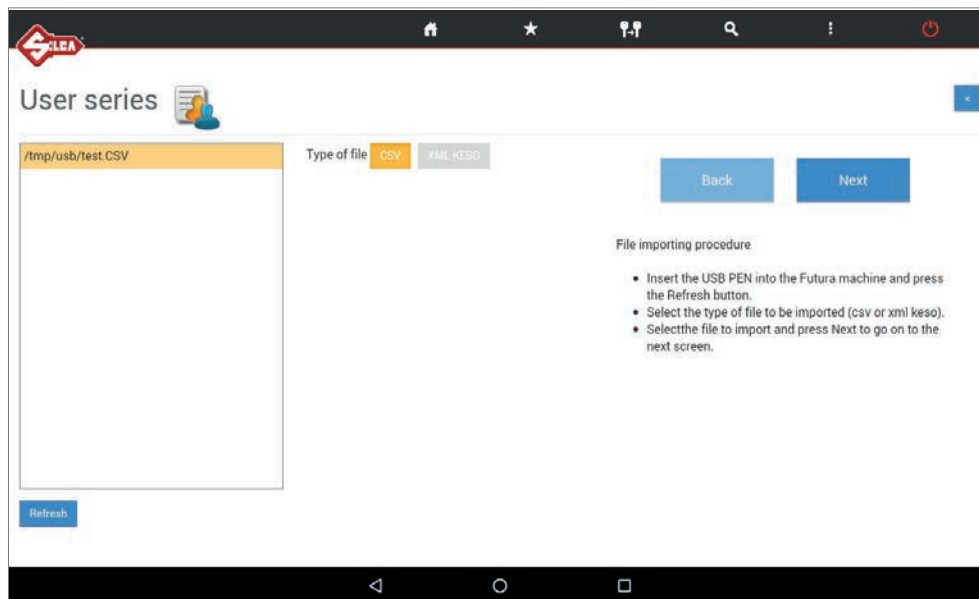 SILCA
User series
<
/tmp/usb/test.CSV
Type of file CSV XML KESO
Back Next
File importing procedure
• Insert the USB PEN into the Futura machine and press
the Refresh button.
• Select the type of file to be imported (csv or xml keso).
• Selectthe file to import and press Next to go on to the
next screen.
Refresh